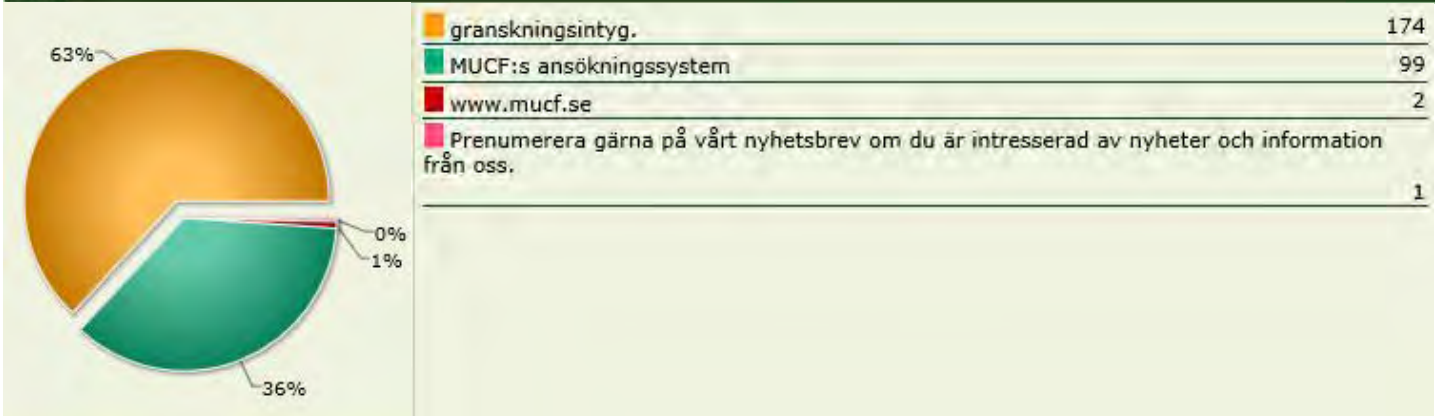 63%
0%
1%
36%
granskningsintyg. 174
MUCF:s ansökningssystem 99
www.mucf.se 2
Prenumerera gärna på vårt nyhetsbrev om du är intresserad av nyheter och information
från oss.
1